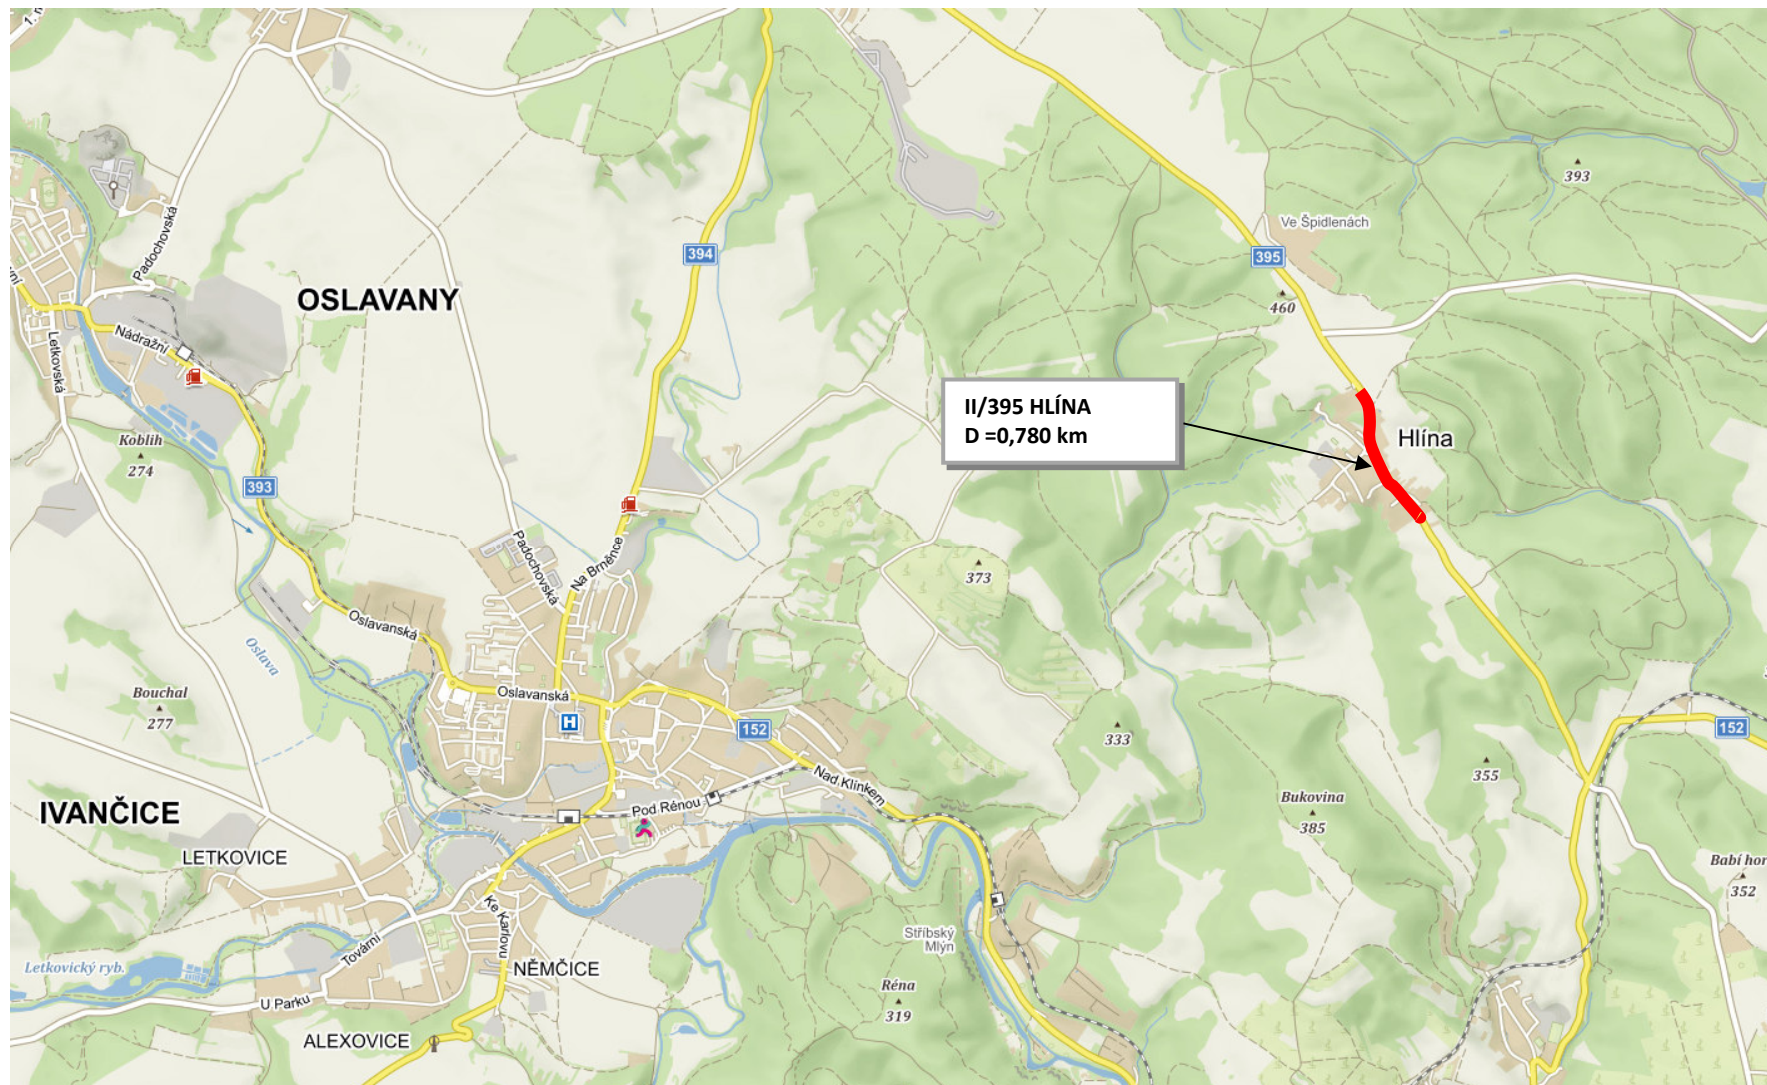 Padochovská
OSLAVANY
Nádražní
Letkovská
Koblih
274
393
394
395
Ve Špidlenách
393
460
II/395 HLÍNA
D =0,780 km
Hlína
Padochovská
Na Brněnce
373
Oslavanská
Oslava
Oslavanská
H
152
Bouchal
277
Nad Klínkem
Pod Rénou
333
355
152
Bukovina
385
Babí hor
352
IVANČICE
LETKOVICE
Ke Karlovu
Tovární
NĚMČICE
Letkovický ryb.
U Parku
ALEXOVICE
Stříbský
Mlýn
Réna
319